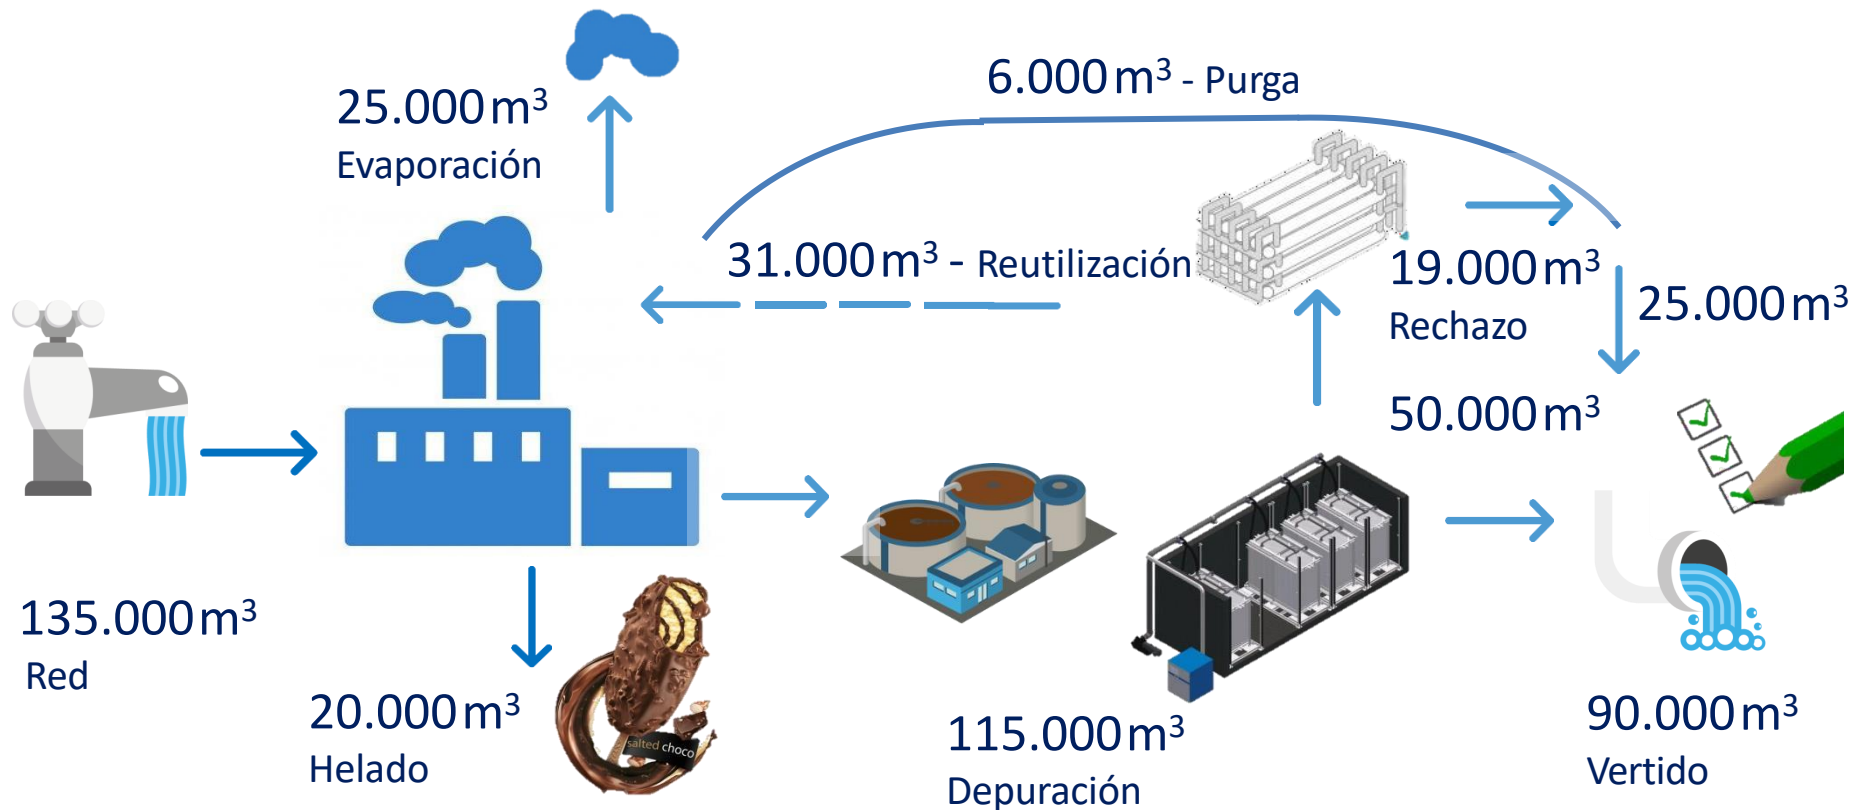 6.000 m³ - Purga
25.000 m³
Evaporación
31.000 m³ - Reutilización
19.000 m³
Rechazo
25.000 m³
50.000 m³
135.000 m³
Red
20.000 m³
Helado
salted choco
115.000 m³
Depuración
90.000 m³
Vertido